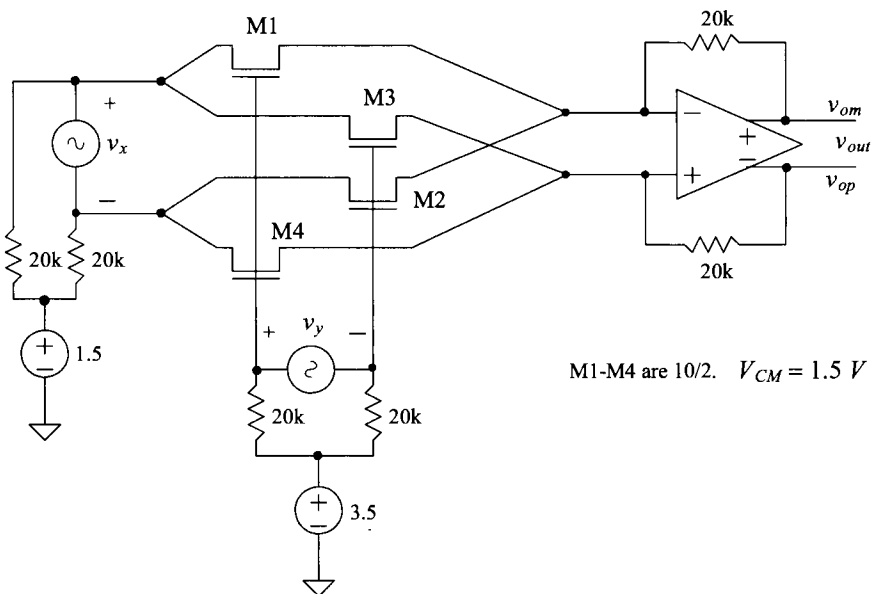 M1
20k
M3
+
v_x
−
−
+
+
−
v_om
v_out
v_op
M2
M4
20k
20k
20k
+
−
1.5
+
v_y
−
M1-M4 are 10/2. V_CM = 1.5 V
20k
20k
+
−
3.5